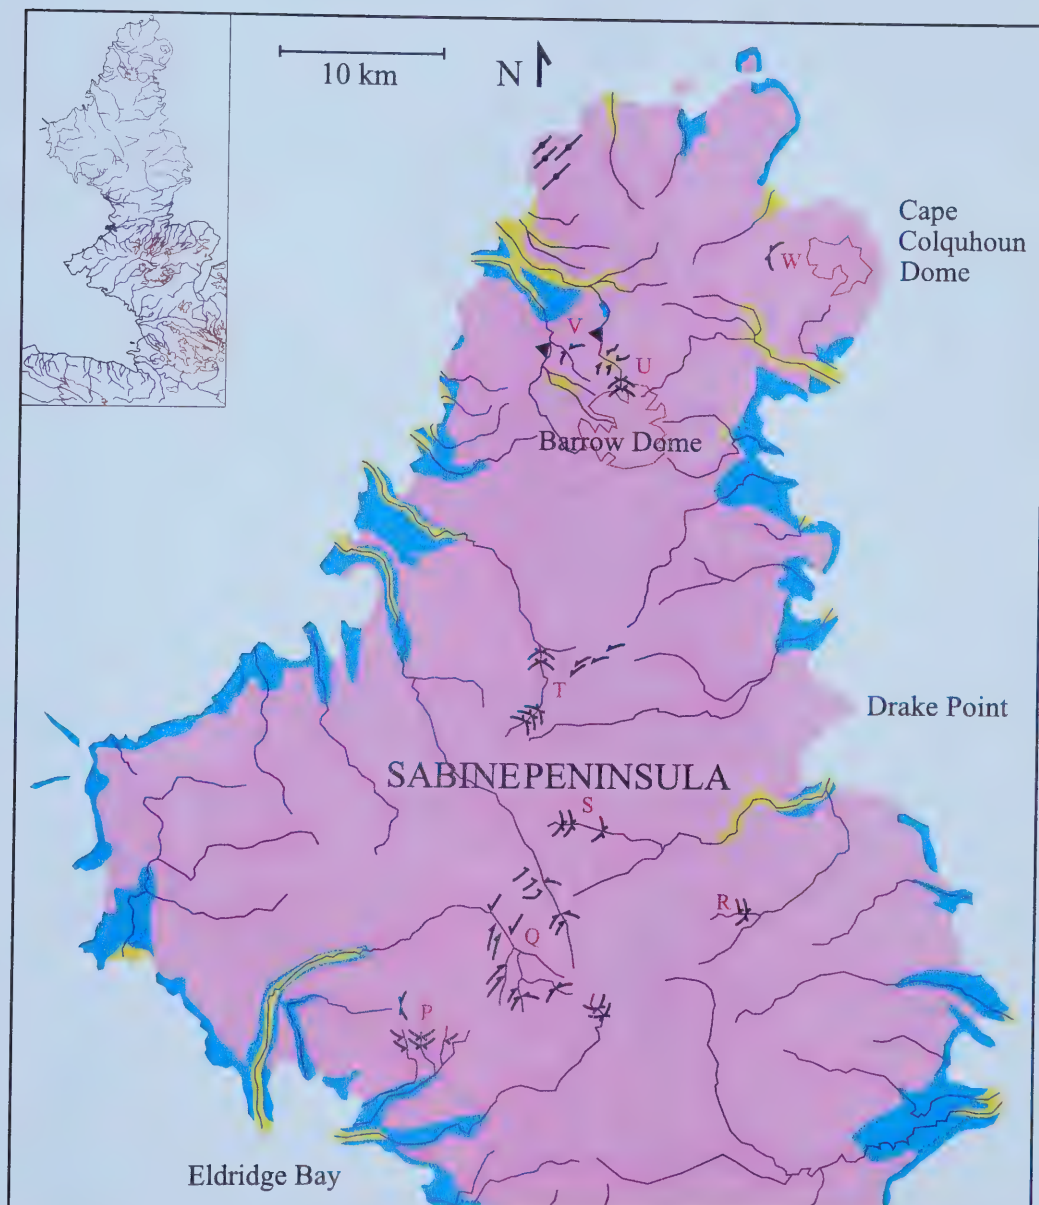 10 km
N
Cape
Colquhoun
Dome
W
V
U
Barrow Dome
T
Drake Point
SABINEPENINSULA
S
R
Q
P
Eldridge Bay